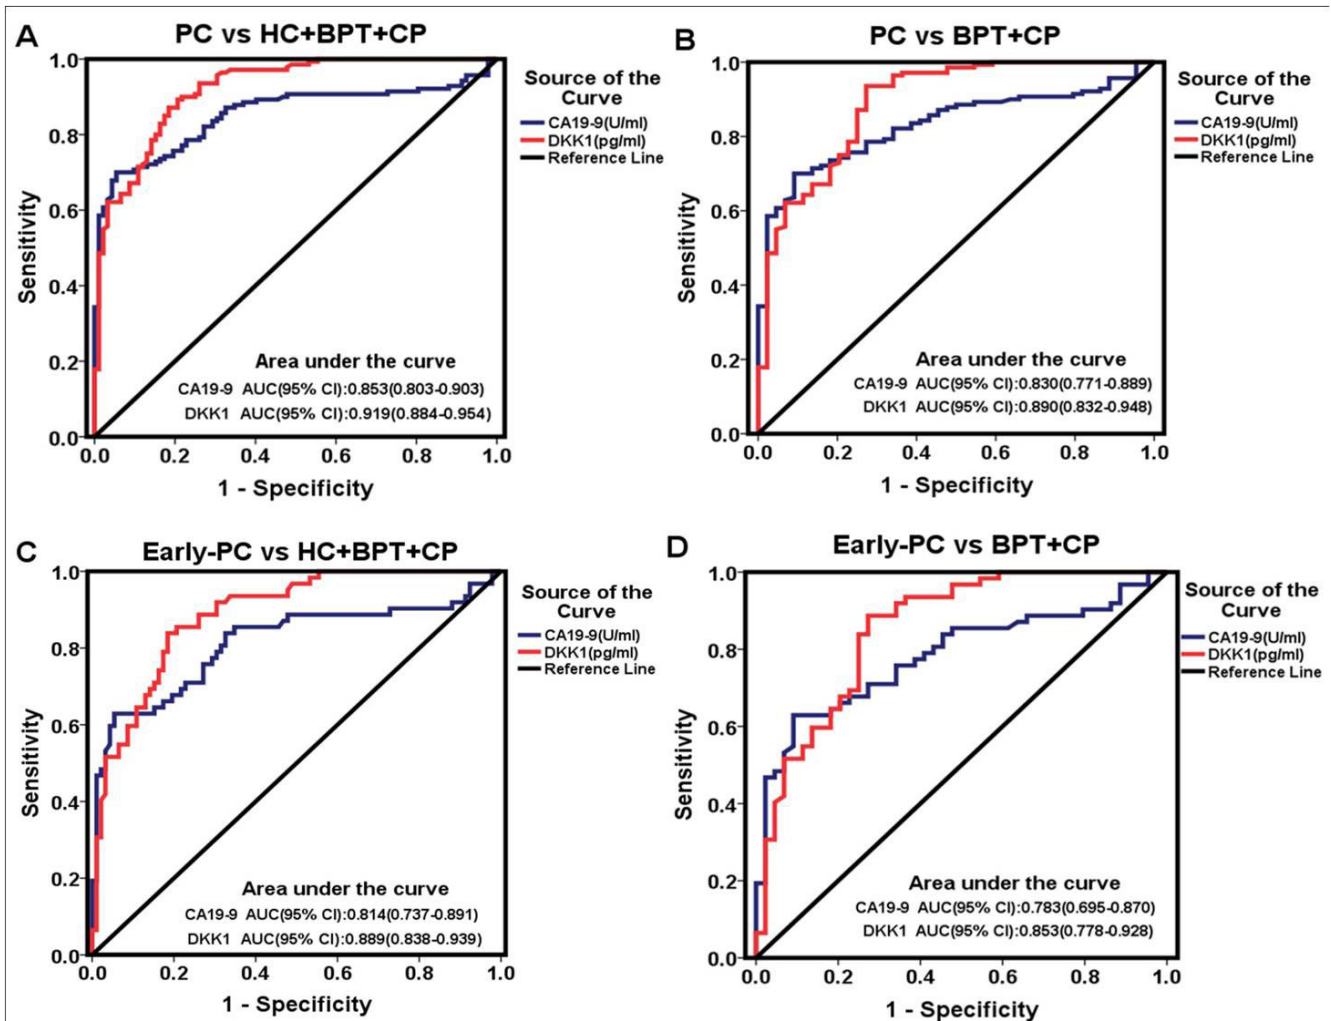 A
PC vs HC+BPT+CP
1.0
0.8
0.6
0.4
0.2
0.0
Sensitivity
0.0 0.2 0.4 0.6 0.8 1.0
1 - Specificity
Source of the
Curve
CA19-9(U/ml)
DKK1(pg/ml)
Reference Line
Area under the curve
CA19-9 AUC(95% CI):0.853(0.803-0.903)
DKK1 AUC(95% CI):0.919(0.884-0.954)
B
PC vs BPT+CP
1.0
0.8
0.6
0.4
0.2
0.0
Sensitivity
0.0 0.2 0.4 0.6 0.8 1.0
1 - Specificity
Source of the
Curve
CA19-9(U/ml)
DKK1(pg/ml)
Reference Line
Area under the curve
CA19-9 AUC(95% CI):0.830(0.771-0.889)
DKK1 AUC(95% CI):0.890(0.832-0.948)
C
Early-PC vs HC+BPT+CP
1.0
0.8
0.6
0.4
0.2
0.0
Sensitivity
0.0 0.2 0.4 0.6 0.8 1.0
1 - Specificity
Source of the
Curve
CA19-9(U/ml)
DKK1(pg/ml)
Reference Line
Area under the curve
CA19-9 AUC(95% CI):0.814(0.737-0.891)
DKK1 AUC(95% CI):0.889(0.838-0.939)
D
Early-PC vs BPT+CP
1.0
0.8
0.6
0.4
0.2
0.0
Sensitivity
0.0 0.2 0.4 0.6 0.8 1.0
1 - Specificity
Source of the
Curve
CA19-9(U/ml)
DKK1(pg/ml)
Reference Line
Area under the curve
CA19-9 AUC(95% CI):0.783(0.695-0.870)
DKK1 AUC(95% CI):0.853(0.778-0.928)